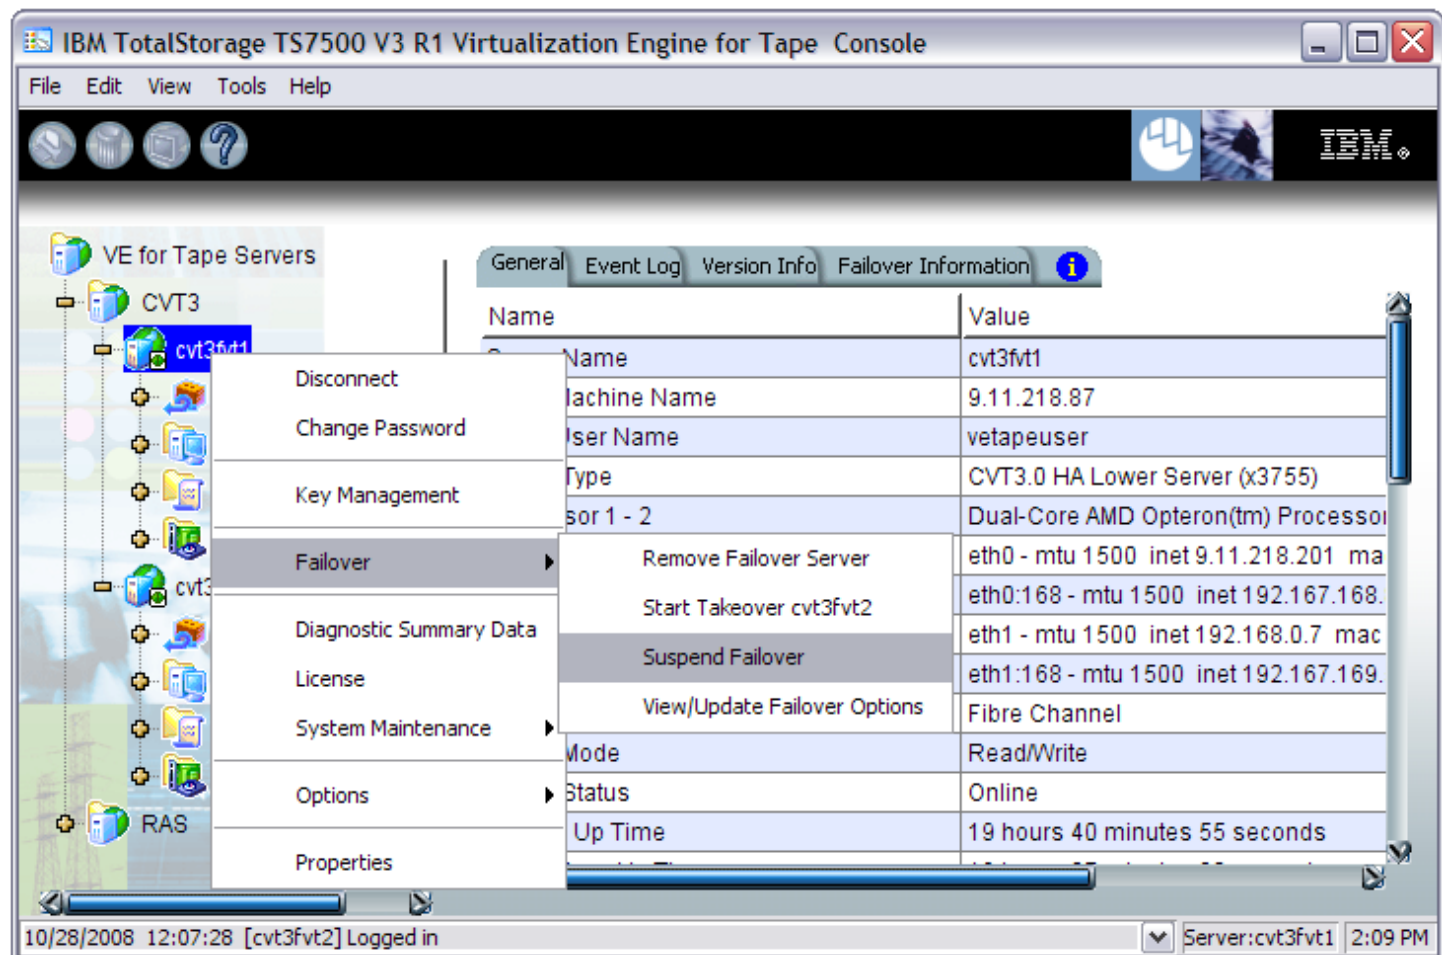 IBM TotalStorage TS7500 V3 R1 Virtualization Engine for Tape Console
File Edit View Tools Help
IBM®
VE for Tape Servers
CVT3
cvt3fvt1
RAS
General Event Log Version Info Failover Information
Name Value
Name cvt3fvt1
Machine Name 9.11.218.87
User Name vetapeuser
Type CVT3.0 HA Lower Server (x3755)
sor 1 - 2 Dual-Core AMD Opteron(tm) Processor
eth0 - mtu 1500 inet 9.11.218.201 ma
eth0:168 - mtu 1500 inet 192.167.168.
eth1 - mtu 1500 inet 192.168.0.7 mac
eth1:168 - mtu 1500 inet 192.167.169.
Fibre Channel
Mode Read/Write
Status Online
Up Time 19 hours 40 minutes 55 seconds
Disconnect
Change Password
Key Management
Failover
Diagnostic Summary Data
License
System Maintenance
Options
Properties
Remove Failover Server
Start Takeover cvt3fvt2
Suspend Failover
View/Update Failover Options
10/28/2008 12:07:28 [cvt3fvt2] Logged in
Server:cvt3fvt1 2:09 PM